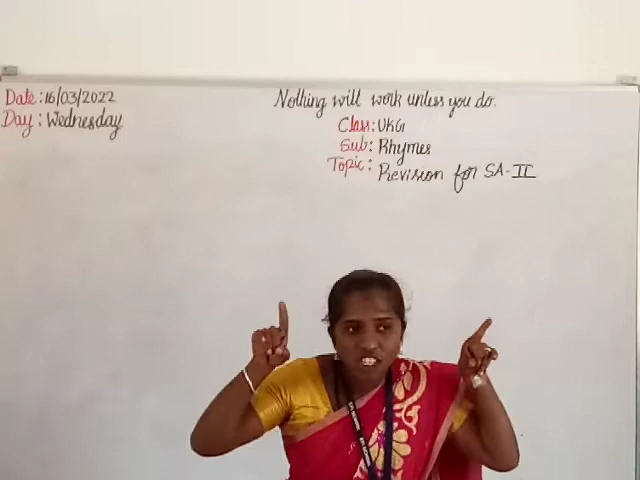 Date: 16/03/2022
Day: Wednesday
Nothing will work unless you do.
Class: UKG
Sub: Rhymes
Topic: Revision for SA-II